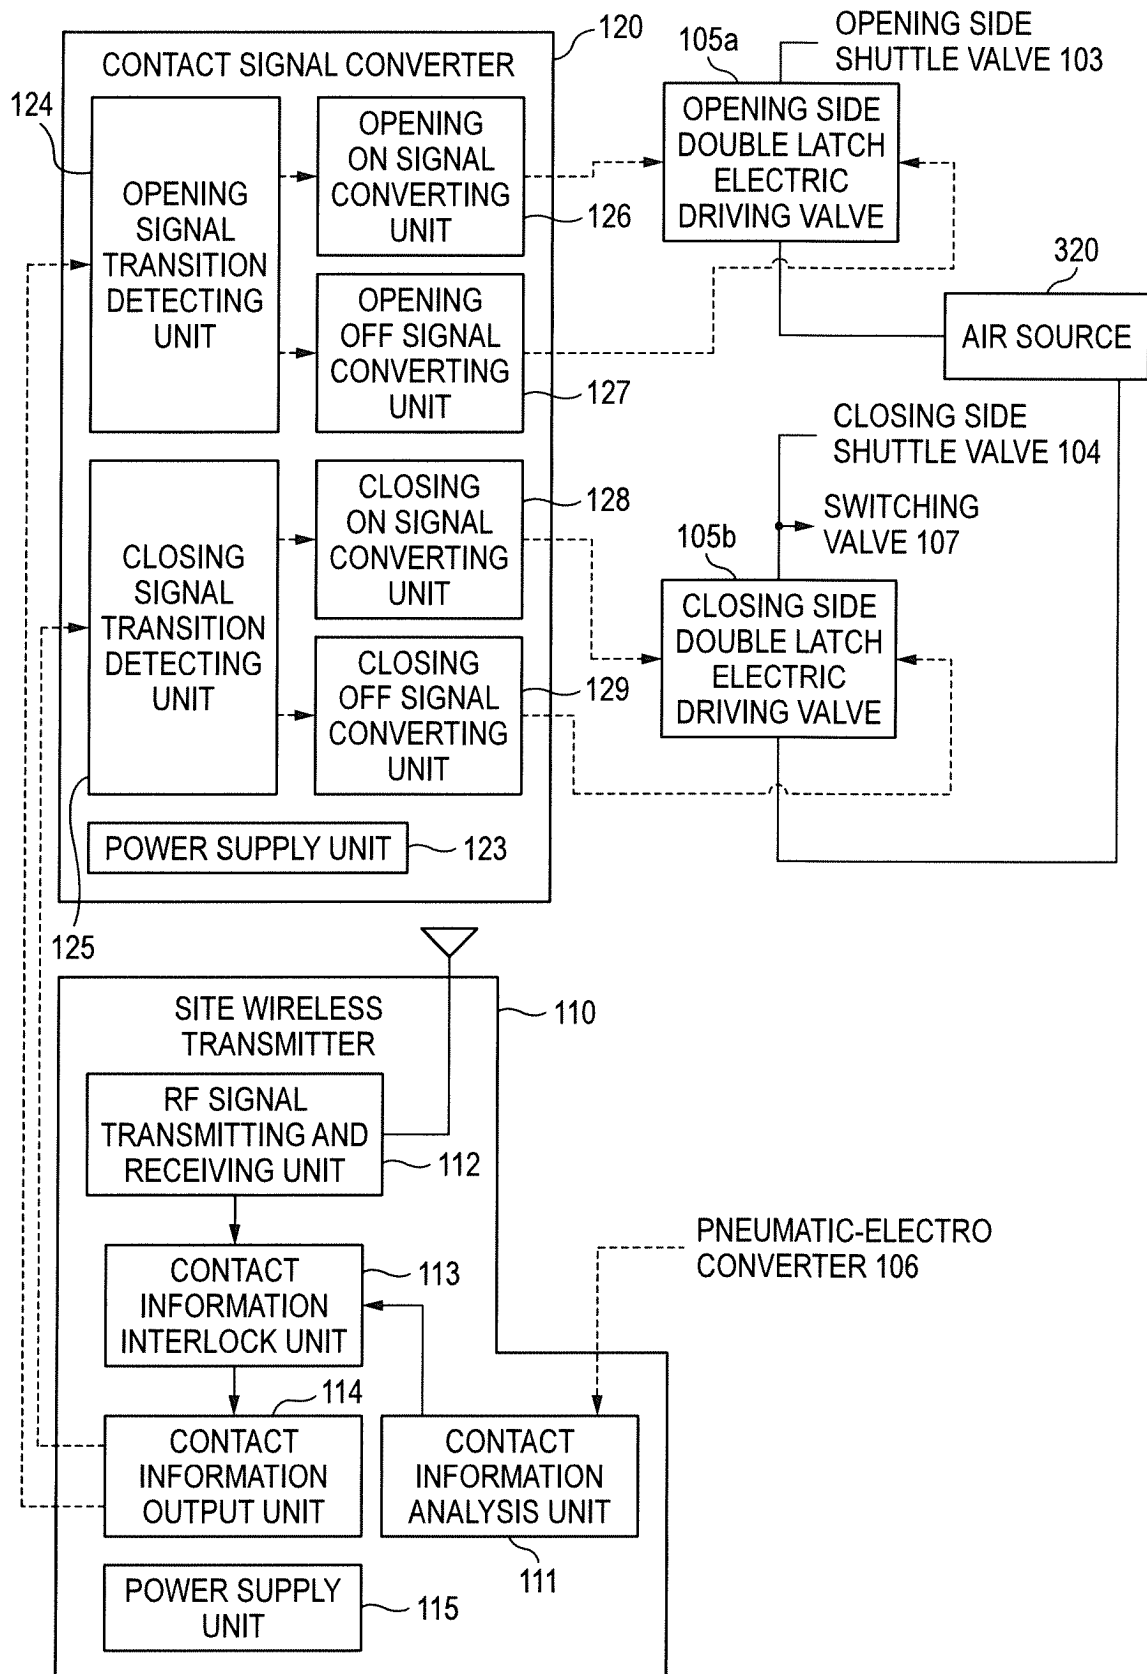 120
CONTACT SIGNAL CONVERTER
124
OPENING
SIGNAL
TRANSITION
DETECTING
UNIT
OPENING
ON SIGNAL
CONVERTING
UNIT
126
OPENING
OFF SIGNAL
CONVERTING
UNIT
127
CLOSING
SIGNAL
TRANSITION
DETECTING
UNIT
125
CLOSING
ON SIGNAL
CONVERTING
UNIT
128
CLOSING
OFF SIGNAL
CONVERTING
UNIT
129
POWER SUPPLY UNIT
123
105a
OPENING SIDE
SHUTTLE VALVE 103
OPENING SIDE
DOUBLE LATCH
ELECTRIC
DRIVING VALVE
320
AIR SOURCE
CLOSING SIDE
SHUTTLE VALVE 104
SWITCHING
VALVE 107
105b
CLOSING SIDE
DOUBLE LATCH
ELECTRIC
DRIVING VALVE
SITE WIRELESS
TRANSMITTER
110
RF SIGNAL
TRANSMITTING AND
RECEIVING UNIT
112
CONTACT
INFORMATION
INTERLOCK UNIT
113
PNEUMATIC-ELECTRO
CONVERTER 106
114
CONTACT
INFORMATION
OUTPUT UNIT
CONTACT
INFORMATION
ANALYSIS UNIT
111
POWER SUPPLY
UNIT
115